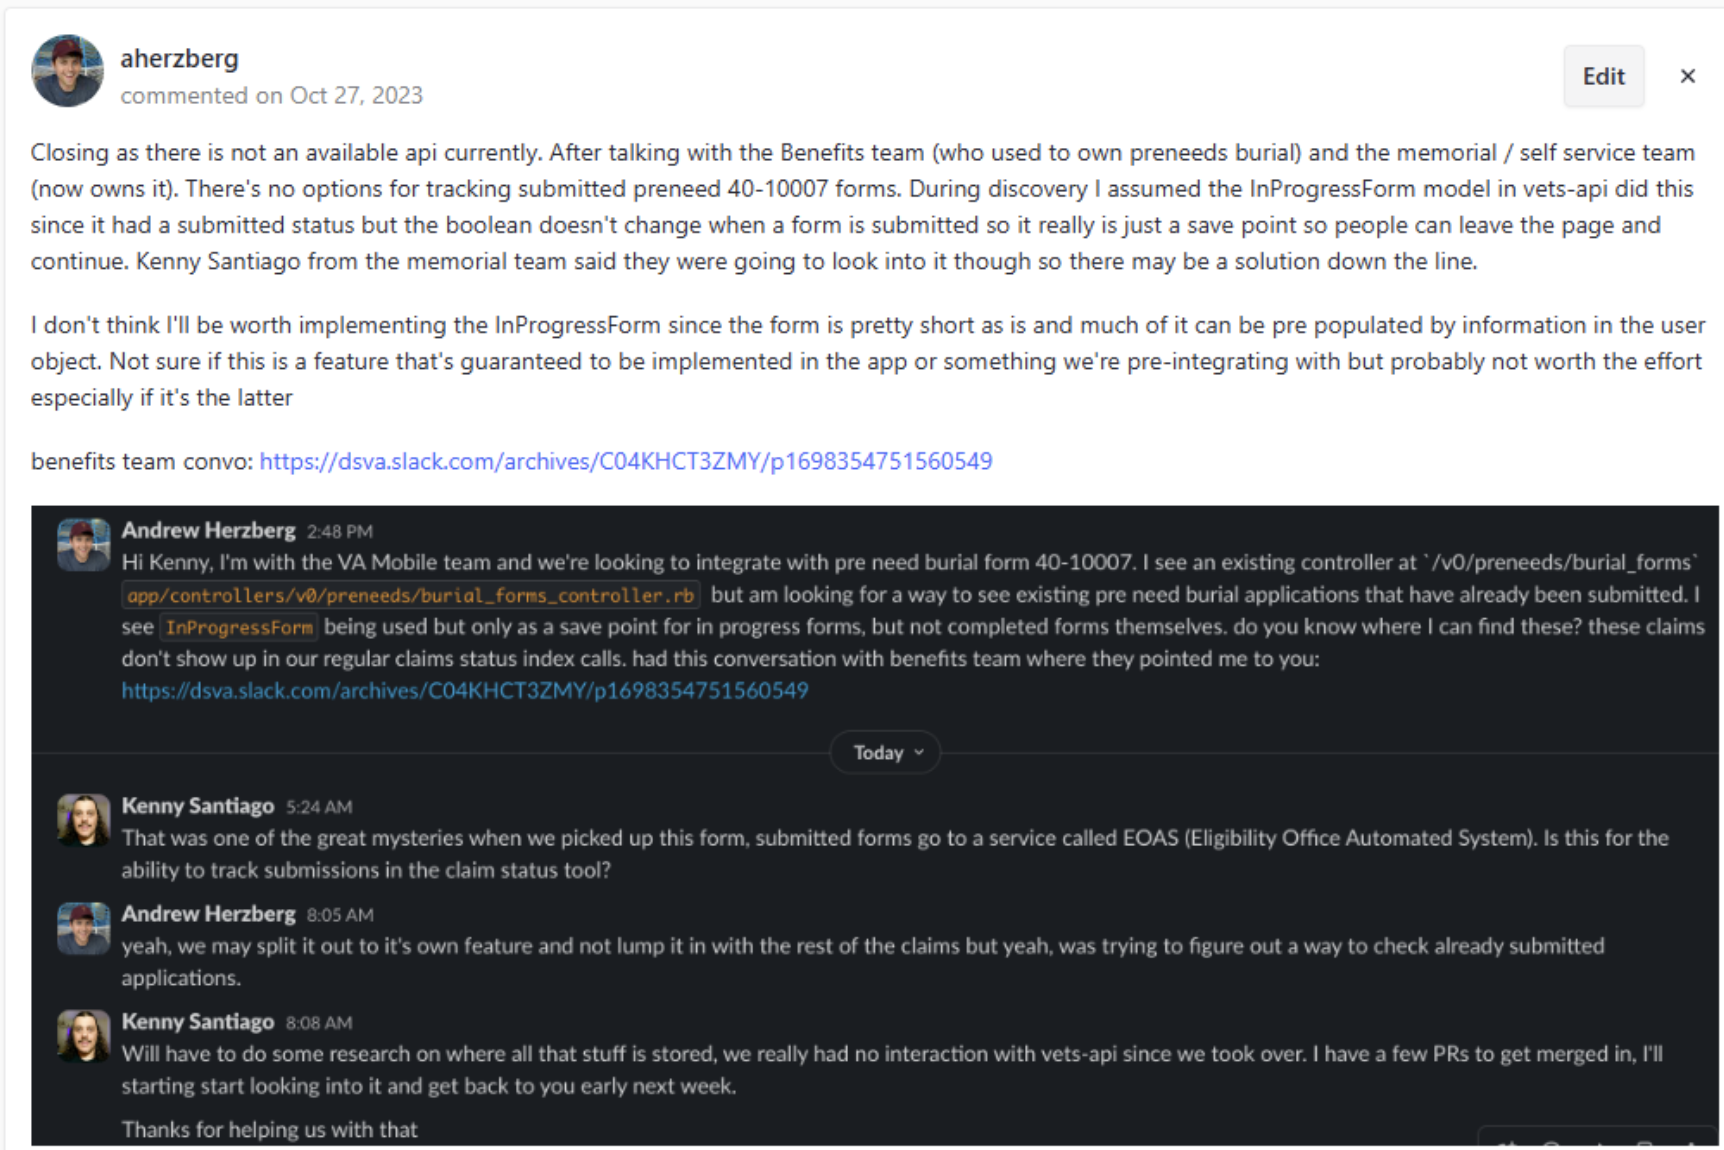 aherzberg
commented on Oct 27, 2023
Edit
×
Closing as there is not an available api currently. After talking with the Benefits team (who used to own preneeds burial) and the memorial / self service team
(now owns it). There's no options for tracking submitted preneed 40-10007 forms. During discovery I assumed the InProgressForm model in vets-api did this
since it had a submitted status but the boolean doesn't change when a form is submitted so it really is just a save point so people can leave the page and
continue. Kenny Santiago from the memorial team said they were going to look into it though so there may be a solution down the line.
I don't think I'll be worth implementing the InProgressForm since the form is pretty short as is and much of it can be pre populated by information in the user
object. Not sure if this is a feature that's guaranteed to be implemented in the app or something we're pre-integrating with but probably not worth the effort
especially if it's the latter
benefits team convo: https://dsva.slack.com/archives/C04KHCT3ZMY/p1698354751560549
Andrew Herzberg 2:48 PM
Hi Kenny, I'm with the VA Mobile team and we're looking to integrate with pre need burial form 40-10007. I see an existing controller at `/v0/preneeds/burial_forms`
app/controllers/v0/preneeds/burial_forms_controller.rb but am looking for a way to see existing pre need burial applications that have already been submitted. I
see InProgressForm being used but only as a save point for in progress forms, but not completed forms themselves. do you know where I can find these? these claims
don't show up in our regular claims status index calls. had this conversation with benefits team where they pointed me to you:
https://dsva.slack.com/archives/C04KHCT3ZMY/p1698354751560549
Today
Kenny Santiago 5:24 AM
That was one of the great mysteries when we picked up this form, submitted forms go to a service called EOAS (Eligibility Office Automated System). Is this for the
ability to track submissions in the claim status tool?
Andrew Herzberg 8:05 AM
yeah, we may split it out to it's own feature and not lump it in with the rest of the claims but yeah, was trying to figure out a way to check already submitted
applications.
Kenny Santiago 8:08 AM
Will have to do some research on where all that stuff is stored, we really had no interaction with vets-api since we took over. I have a few PRs to get merged in, I'll
starting start looking into it and get back to you early next week.
Thanks for helping us with that